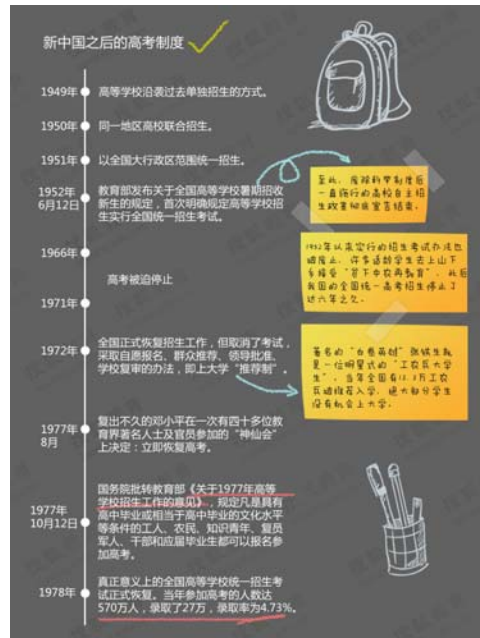 新中国之后的高考制度
1949年
高等学校沿袭过去单独招生的方式。
1950年
同一地区高校联合招生。
1951年
以全国大行政区范围统一招生。
1952年
6月12日
教育部发布关于全国高等学校暑期招收
新生的规定，首次明确规定高等学校招
生实行全国统一招生考试。
至此，废除科举制度后
一直施行的高校自主招
生政策彻底宣告结束。
1966年
高考被迫停止
1971年
1952年以来实行的招生考试办法也
被废止，许多适龄学生去上山下
乡接受“贫下中农再教育”，此后
我国的全国统一高考招生停止了
达六年之久。
1972年
全国正式恢复招生工作，但取消了考试，
采取自愿报名、群众推荐、领导批准、
学校复审的办法，即上大学“推荐制”。
著名的“白卷英雄”张铁生就
是一位明星式的“工农兵大学
生”，当年全国有13.3万工农
兵被推荐入学，绝大部分学生
没有机会上大学。
1977年
8月
复出不久的邓小平在一次有四十多位教
育界著名人士及官员参加的“神仙会”
上决定：立即恢复高考。
1977年
10月12日
国务院批转教育部《关于1977年高等
学校招生工作的意见》，规定凡是具有
高中毕业或相当于高中毕业的文化水平
等条件的工人、农民、知识青年、复员
军人、干部和应届毕业生都可以报名参
加高考。
1978年
真正意义上的全国高等学校统一招生考
试正式恢复。当年参加高考的人数达
570万人，录取了27万，录取率为4.73%。